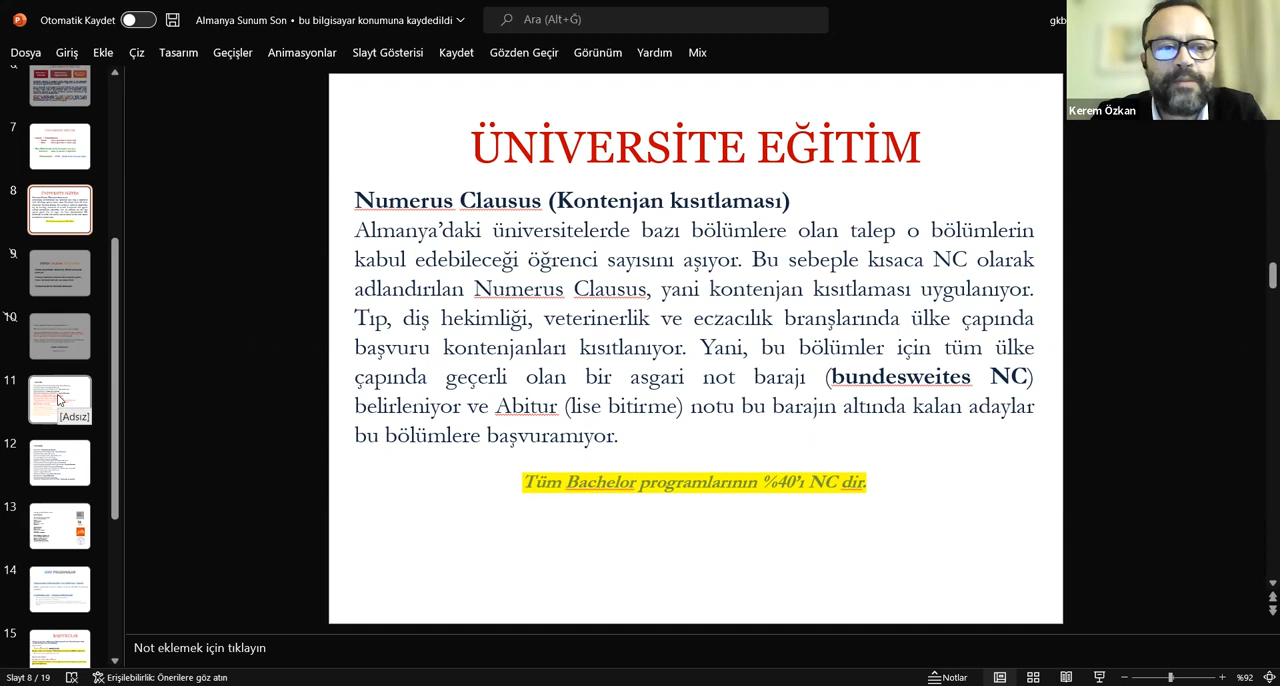 Otomatik Kaydet
Almanya Sunum Son • bu bilgisayar konumuna kaydedildi
Ara (Alt+Ğ)
gkb
Dosya Giriş Ekle Çiz Tasarım Geçişler Animasyonlar Slayt Gösterisi Kaydet Gözden Geçir Görünüm Yardım Mix
Kerem Özkan
7
8
9
10
11
[Adsız]
12
13
14
15
ÜNİVERSİTE EĞİTİM
Numerus Clausus (Kontenjan kısıtlaması)
Almanya’daki üniversitelerde bazı bölümlere olan talep o bölümlerin
kabul edebileceği öğrenci sayısını aşıyor. Bu sebeple kısaca NC olarak
adlandırılan Numerus Clausus, yani kontenjan kısıtlaması uygulanıyor.
Tıp, diş hekimliği, veterinerlik ve eczacılık branşlarında ülke çapında
başvuru kontenjanları kısıtlanıyor. Yani, bu bölümler için tüm ülke
çapında geçerli olan bir asgari not barajı (bundesweites NC)
belirleniyor ve Abitur (lise bitirme) notu bu barajın altında kalan adaylar
bu bölümlere başvuramıyor.
Tüm Bachelor programlarının %40’ı NC dir.
Not eklemek için tıklayın
Slayt 8 / 19
Erişilebilirlik: Önerilere göz atın
Notlar
%92